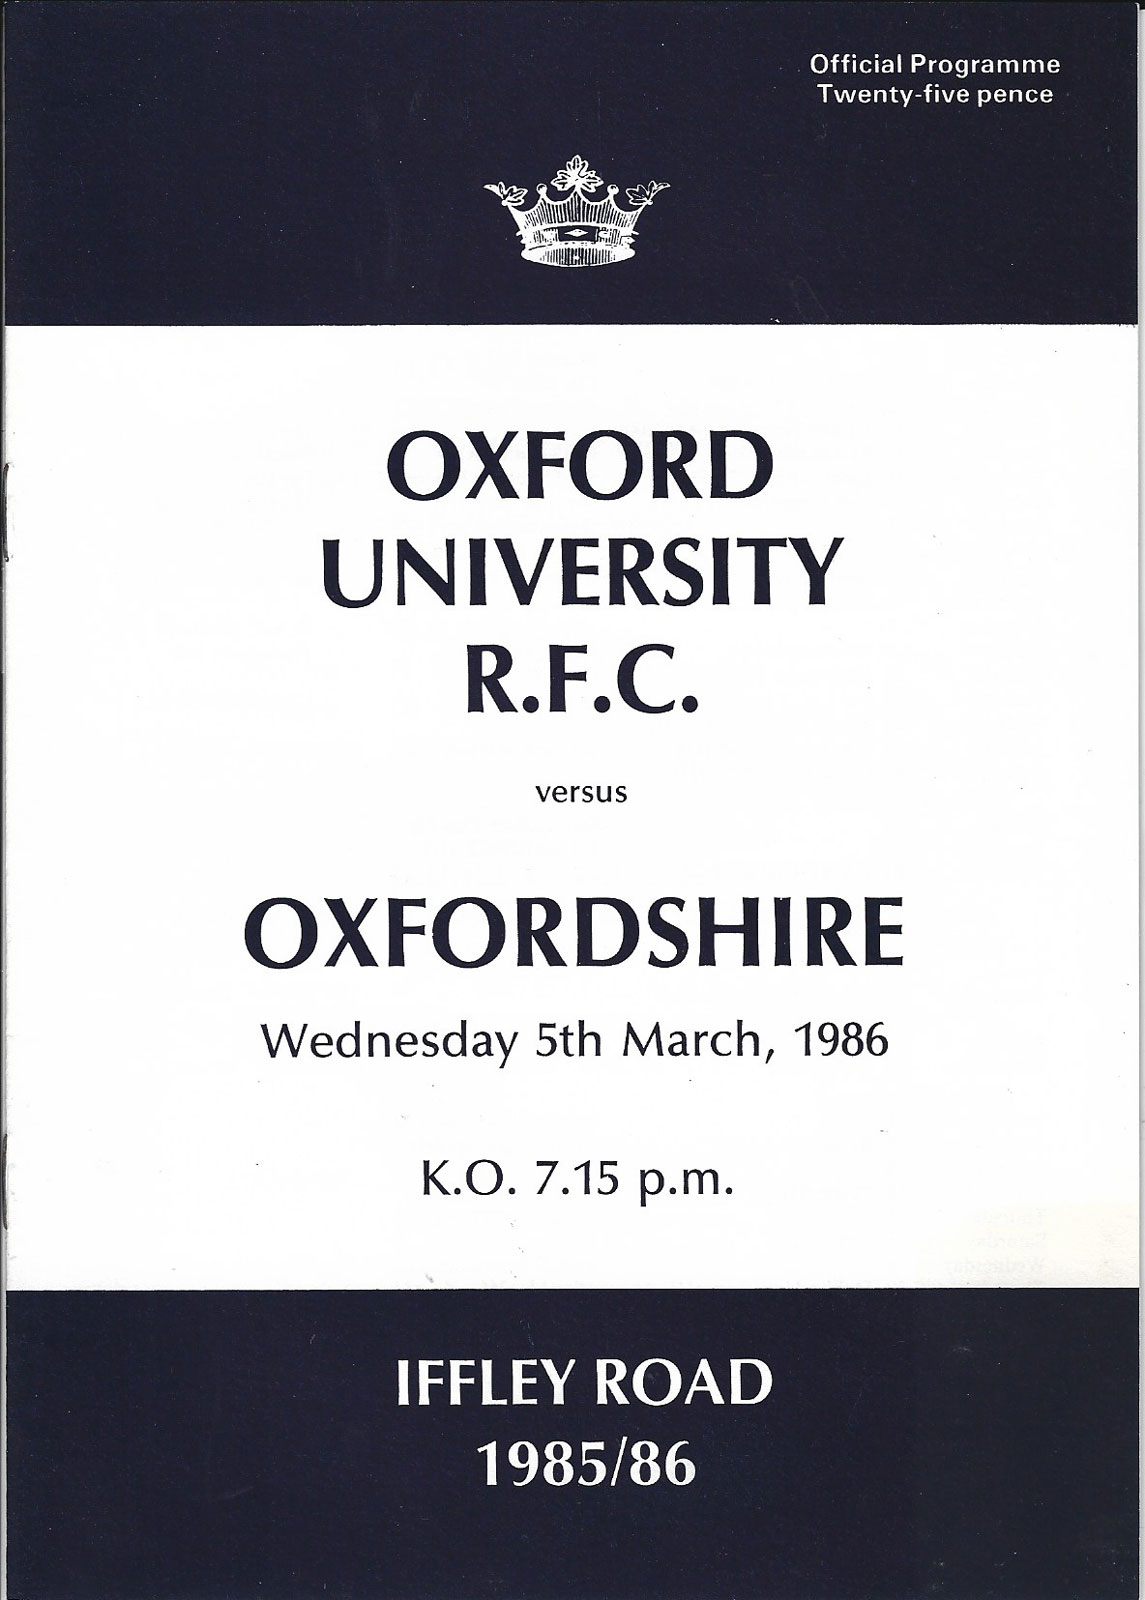 Official Programme
Twenty-five pence
OXFORD
UNIVERSITY
R.F.C.
versus
OXFORDSHIRE
Wednesday 5th March, 1986
K.O. 7.15 p.m.
IFFLEY ROAD
1985/86